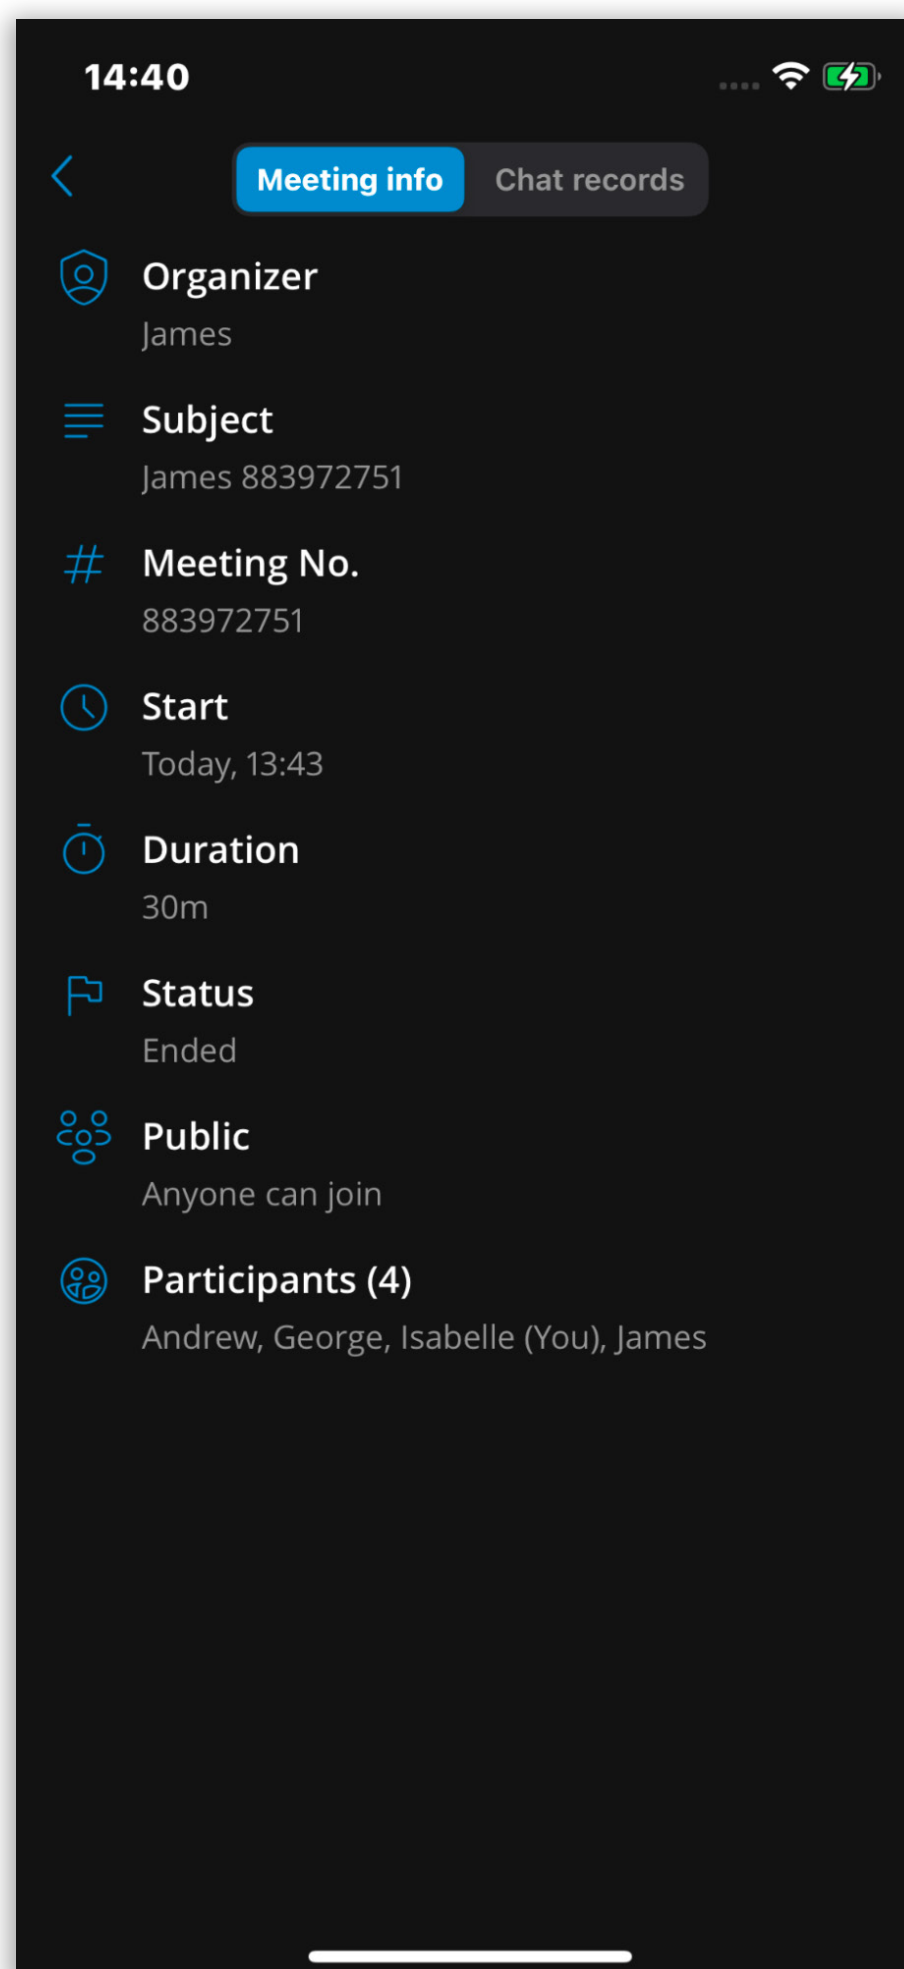 14:40
Meeting info Chat records
Organizer
James
Subject
James 883972751
Meeting No.
883972751
Start
Today, 13:43
Duration
30m
Status
Ended
Public
Anyone can join
Participants (4)
Andrew, George, Isabelle (You), James